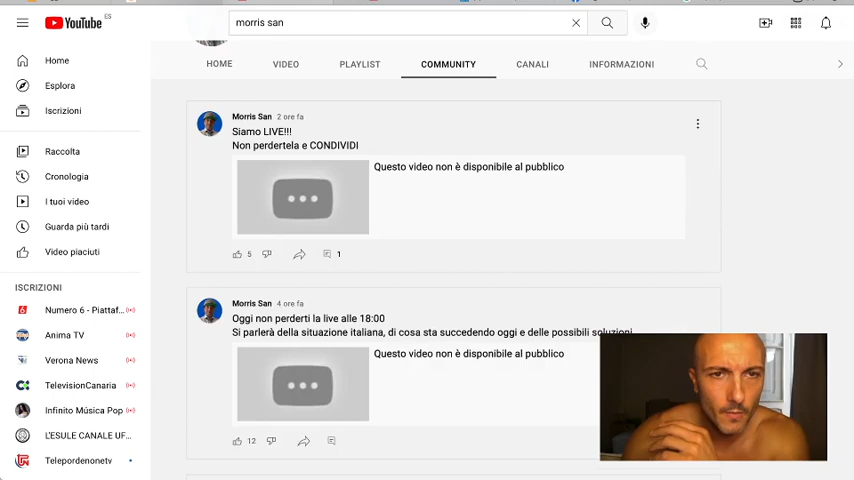 YouTube ES
morris san
Home
Esplora
Iscrizioni
Raccolta
Cronologia
I tuoi video
Guarda più tardi
Video piaciuti
ISCRIZIONI
Numero 6 - Piattaf...
Anima TV
Verona News
TelevisionCanaria
Infinito Música Pop
L'ESULE CANALE UF...
Telepordenonetv
HOME
VIDEO
PLAYLIST
COMMUNITY
CANALI
INFORMAZIONI
Morris San 2 ore fa
Siamo LIVE!!!
Non perdertela e CONDIVIDI
Questo video non è disponibile al pubblico
5
1
Morris San 4 ore fa
Oggi non perderti la live alle 18:00
Si parlerà della situazione italiana, di cosa sta succedendo oggi e delle possibili soluzioni
Questo video non è disponibile al pubblico
12